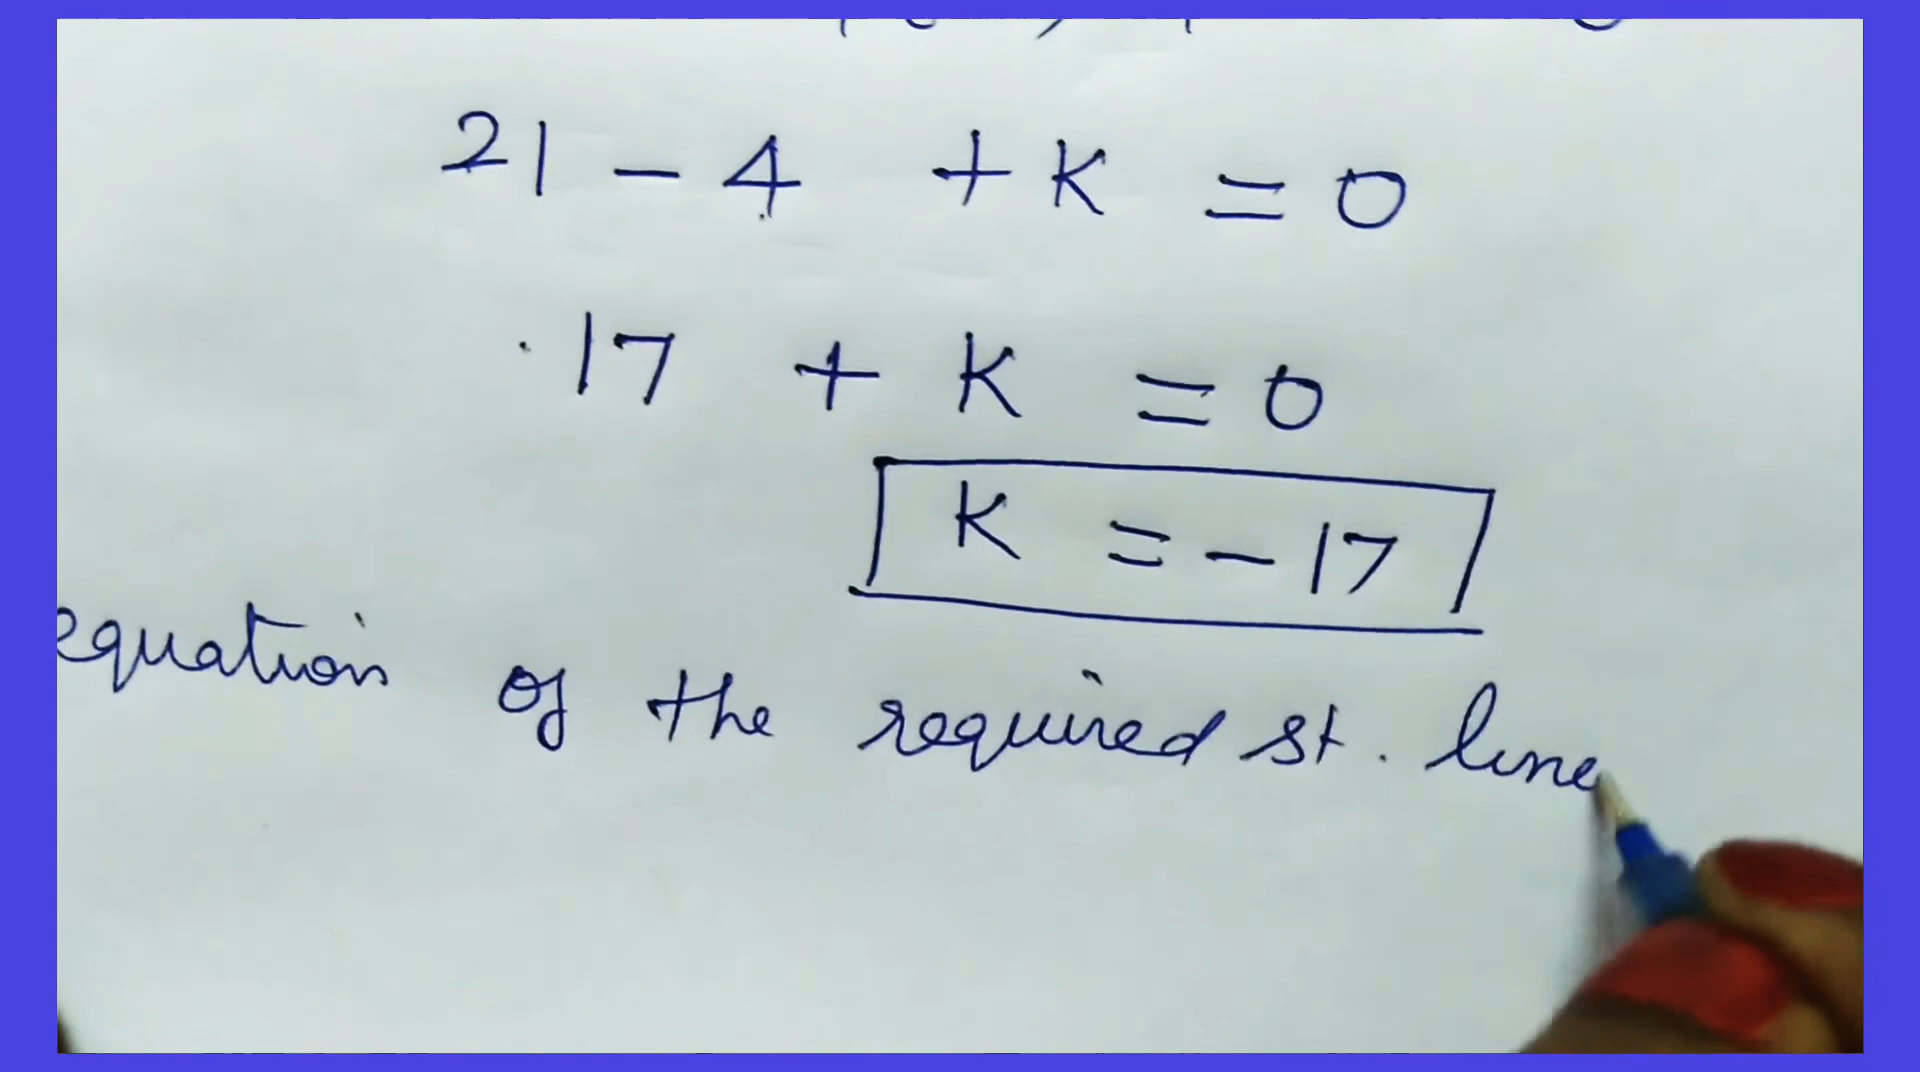 21 - 4 + K = 0
17 + K = 0
K = - 17
equation of the required st. line